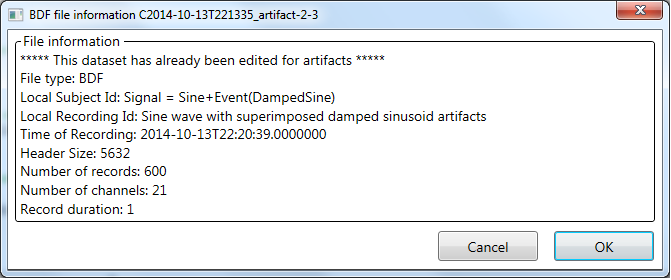 BDF file information C2014-10-13T221335_artifact-2-3
File information
***** This dataset has already been edited for artifacts *****
File type: BDF
Local Subject Id: Signal = Sine+Event(DampedSine)
Local Recording Id: Sine wave with superimposed damped sinusoid artifacts
Time of Recording: 2014-10-13T22:20:39.0000000
Header Size: 5632
Number of records: 600
Number of channels: 21
Record duration: 1
Cancel OK